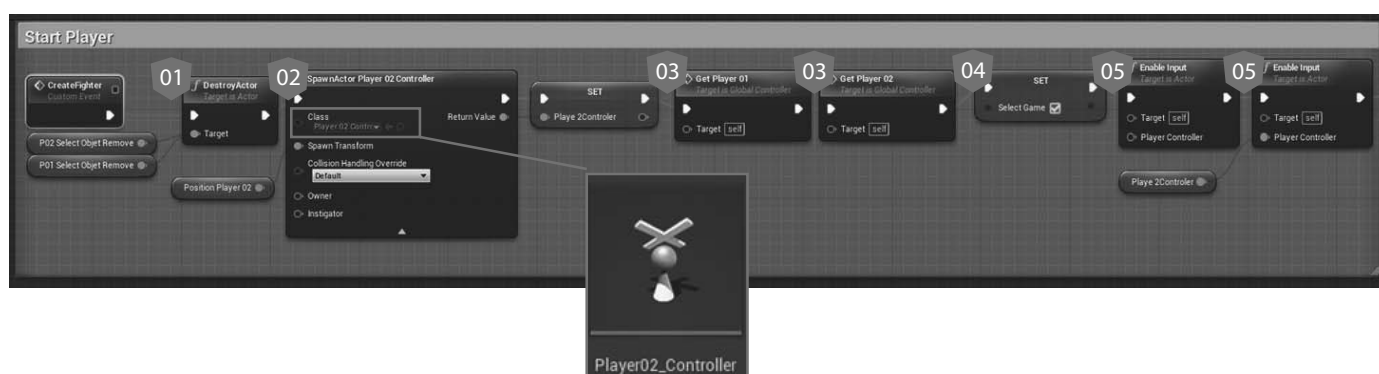 Start Player
CreateFighter
Custom Event
P02 Select Objet Remove
P01 Select Objet Remove
01
DestroyActor
Target is Actor
Target
Position Player 02
02
SpawnActor Player 02 Controller
Class
Player 02 Contr
Return Value
Spawn Transform
Collision Handling Override
Default
Owner
Instigator
SET
Playe 2Controler
03
Get Player 01
Target is Global Controller
Target self
03
Get Player 02
Target is Global Controller
Target self
04
SET
Select Game
05
f Enable Input
Target is Actor
Target self
Player Controller
Playe 2Controler
05
f Enable Input
Target is Actor
Target self
Player Controller
Player02_Controller